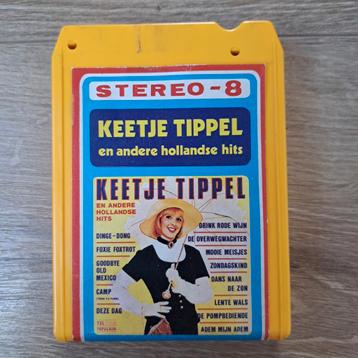 STEREO-8
KEETJE TIPPEL
en andere hollandse hits
KEETJE TIPPEL
EN ANDERE
HOLLANDSE
HITS
DINGE-DONG
FOXIE FOXTROT
GOODBYE
OLD
MEXICO
CAMP
DEZE DAG
DRINK RODE WIJN
DE OVERWEGWACHTER
MOOIE MEISJES
ZONDAGSKIND
DANS NAAR
DE ZON
LENTE WALS
DE POMPBEDIENDE
ADEM MIJN ADEM